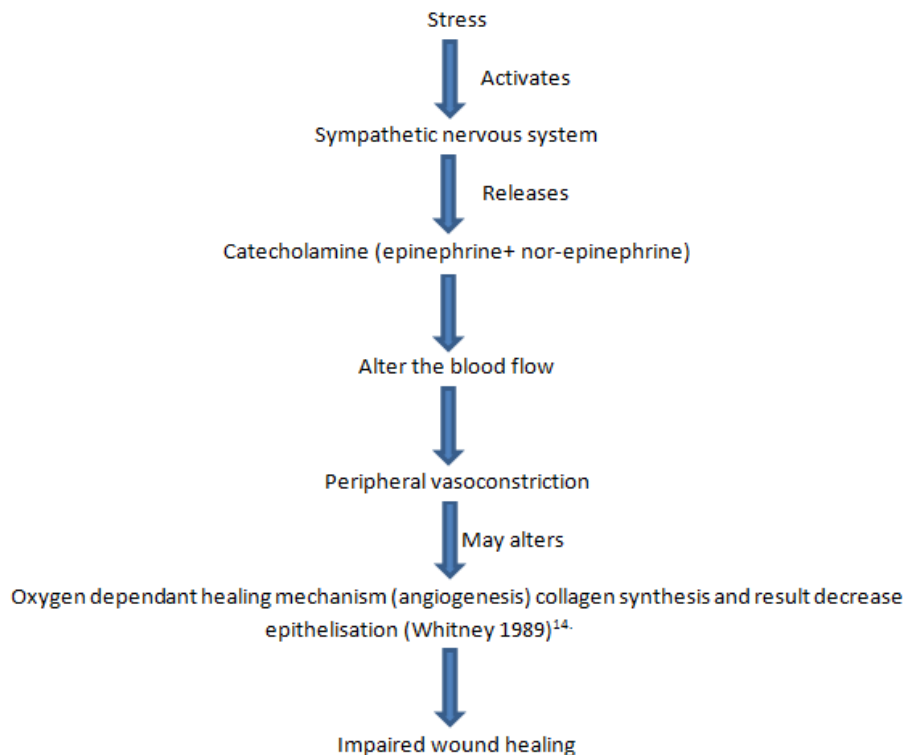 Stress
Activates
Sympathetic nervous system
Releases
Catecholamine (epinephrine+ nor-epinephrine)
Alter the blood flow
Peripheral vasoconstriction
May alters
Oxygen dependant healing mechanism (angiogenesis) collagen synthesis and result decrease
epithelisation (Whitney 1989)¹⁴·
Impaired wound healing